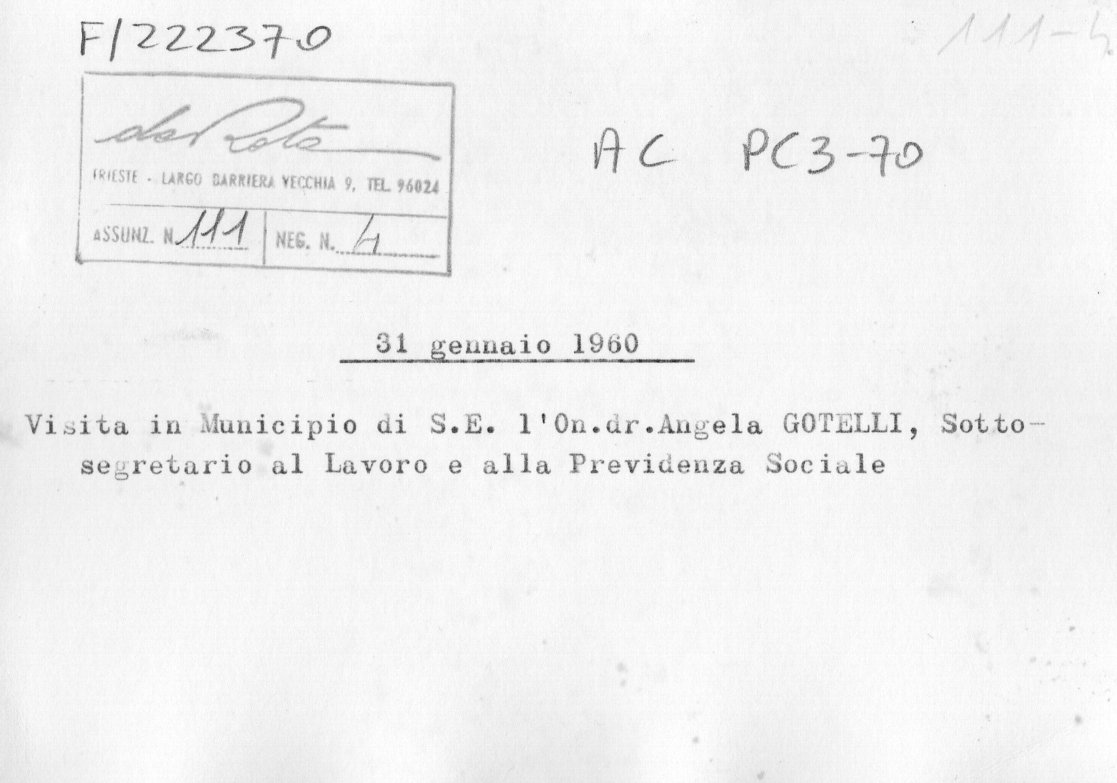 F/222370
111-4
de Rota
TRIESTE - LARGO BARRIERA VECCHIA 9, TEL. 96024
ASSUNZ. N. 111 NEG. N. 4
AC PC3-70
31 gennaio 1960
Visita in Municipio di S.E. l'On.dr.Angela GOTELLI, Sotto-
segretario al Lavoro e alla Previdenza Sociale